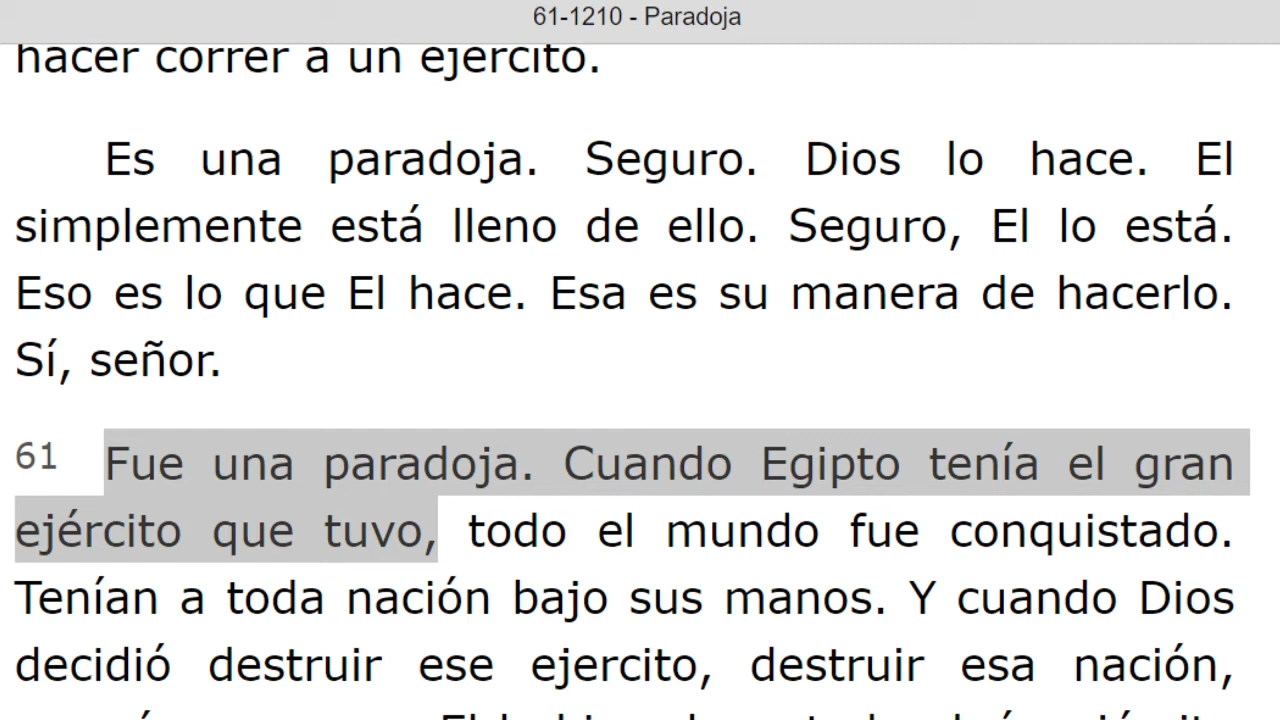 61-1210 - Paradoja
hacer correr a un ejército.
Es una paradoja. Seguro. Dios lo hace. El
simplemente está lleno de ello. Seguro, El lo está.
Eso es lo que El hace. Esa es su manera de hacerlo.
Sí, señor.
61 Fue una paradoja. Cuando Egipto tenía el gran
ejército que tuvo, todo el mundo fue conquistado.
Tenían a toda nación bajo sus manos. Y cuando Dios
decidió destruir ese ejercito, destruir esa nación,